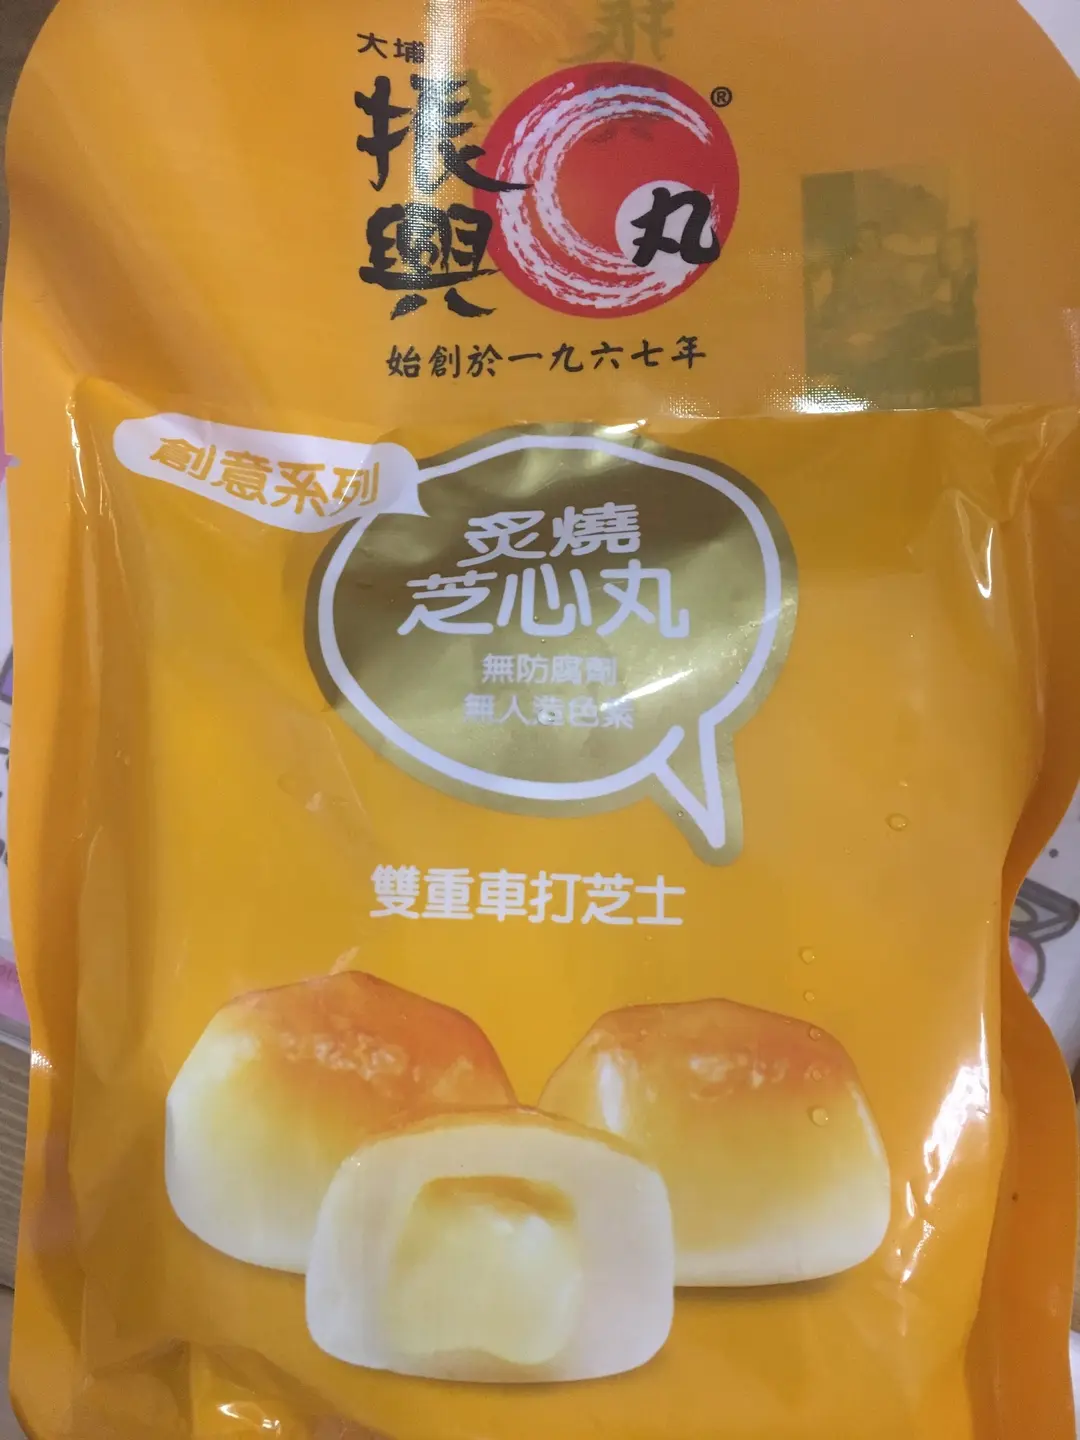 大埔
振興
丸
®
始創於一九六七年
創意系列
炙燒
芝心丸
無防腐劑
無人造色素
雙重車打芝士